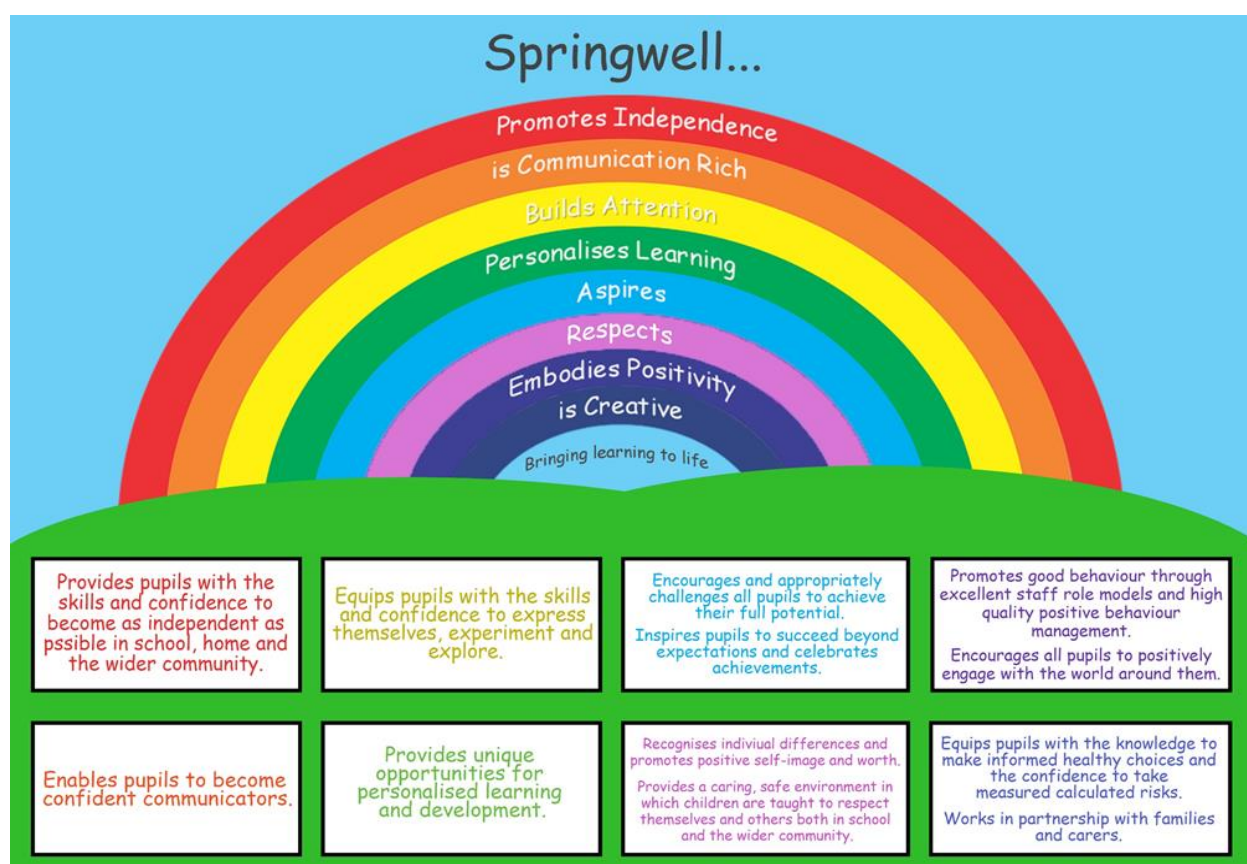 Springwell...
Promotes Independence
is Communication Rich
Builds Attention
Personalises Learning
Aspires
Respects
Embodies Positivity
is Creative
Bringing learning to life
Provides pupils with the
skills and confidence to
become as independent as
pssible in school, home and
the wider community.
Equips pupils with the skills
and confidence to express
themselves, experiment and
explore.
Encourages and appropriately
challenges all pupils to achieve
their full potential.
Inspires pupils to succeed beyond
expectations and celebrates
achievements.
Promotes good behaviour through
excellent staff role models and high
quality positive behaviour
management.
Encourages all pupils to positively
engage with the world around them.
Enables pupils to become
confident communicators.
Provides unique
opportunities for
personalised learning
and development.
Recognises indiviual differences and
promotes positive self-image and worth.
Provides a caring, safe environment in
which children are taught to respect
themselves and others both in school
and the wider community.
Equips pupils with the knowledge to
make informed healthy choices and
the confidence to take
measured calculated risks.
Works in partnership with families
and carers.